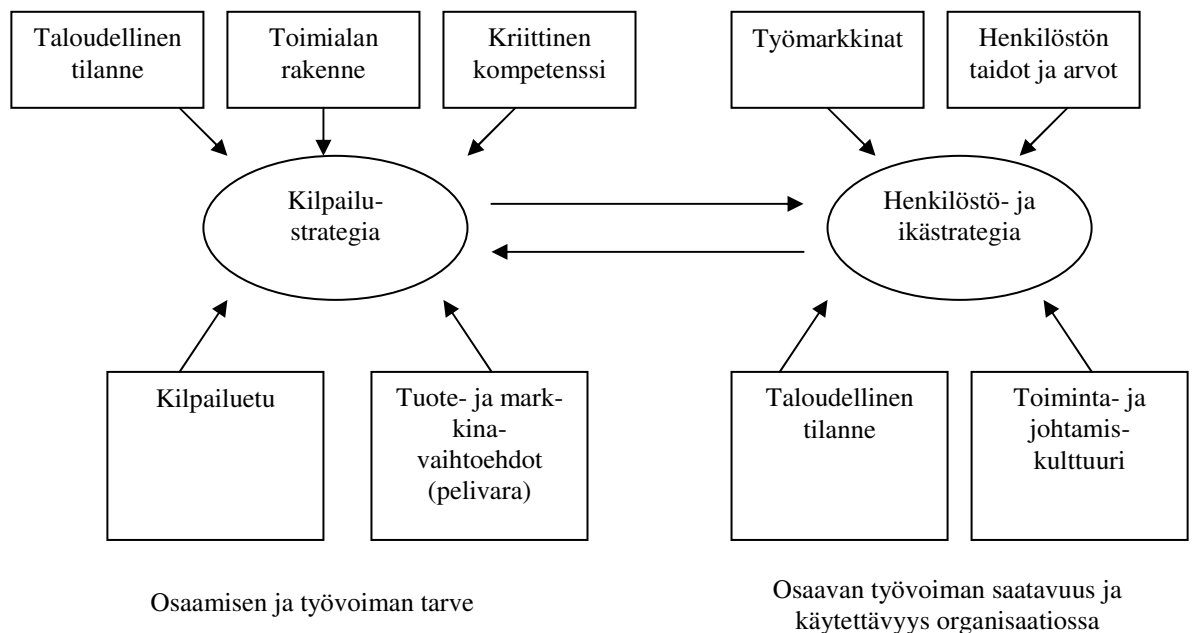 Taloudellinen
tilanne
Toimialan
rakenne
Kriittinen
kompetenssi
Työmarkkinat
Henkilöstön
taidot ja arvot
Kilpailu-
strategia
Henkilöstö- ja
ikästrategia
Kilpailuetu
Tuote- ja mark-
kina-
vaihtoehdot
(pelivara)
Taloudellinen
tilanne
Toiminta- ja
johtamis-
kulttuuri
Osaamisen ja työvoiman tarve
Osaavan työvoiman saatavuus ja
käytettävyys organisaatiossa